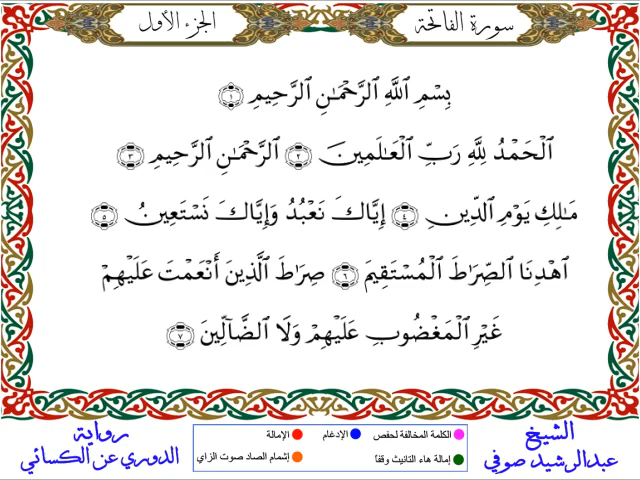 سورة الفاتحة
الجزء الأول
بِسْمِ ٱللَّهِ ٱلرَّحْمَٰنِ ٱلرَّحِيمِ ١
ٱلْحَمْدُ لِلَّهِ رَبِّ ٱلْعَٰلَمِينَ ٢ ٱلرَّحْمَٰنِ ٱلرَّحِيمِ ٣
مَٰلِكِ يَوْمِ ٱلدِّينِ ٤ إِيَّاكَ نَعْبُدُ وَإِيَّاكَ نَسْتَعِينُ ٥
ٱهْدِنَا ٱلصِّرَٰطَ ٱلْمُسْتَقِيمَ ٦ صِرَٰطَ ٱلَّذِينَ أَنْعَمْتَ عَلَيْهِمْ
غَيْرِ ٱلْمَغْضُوبِ عَلَيْهِمْ وَلَا ٱلضَّآلِّينَ ٧
الشيخ
عبدالرشيد صوفي
الكلمة المخالفة لحفص
الإدغام
الإمالة
إمالة هاء التانيث وقفاً
إشمام الصاد صوت الزاي
رواية
الدوري عن الكسائي